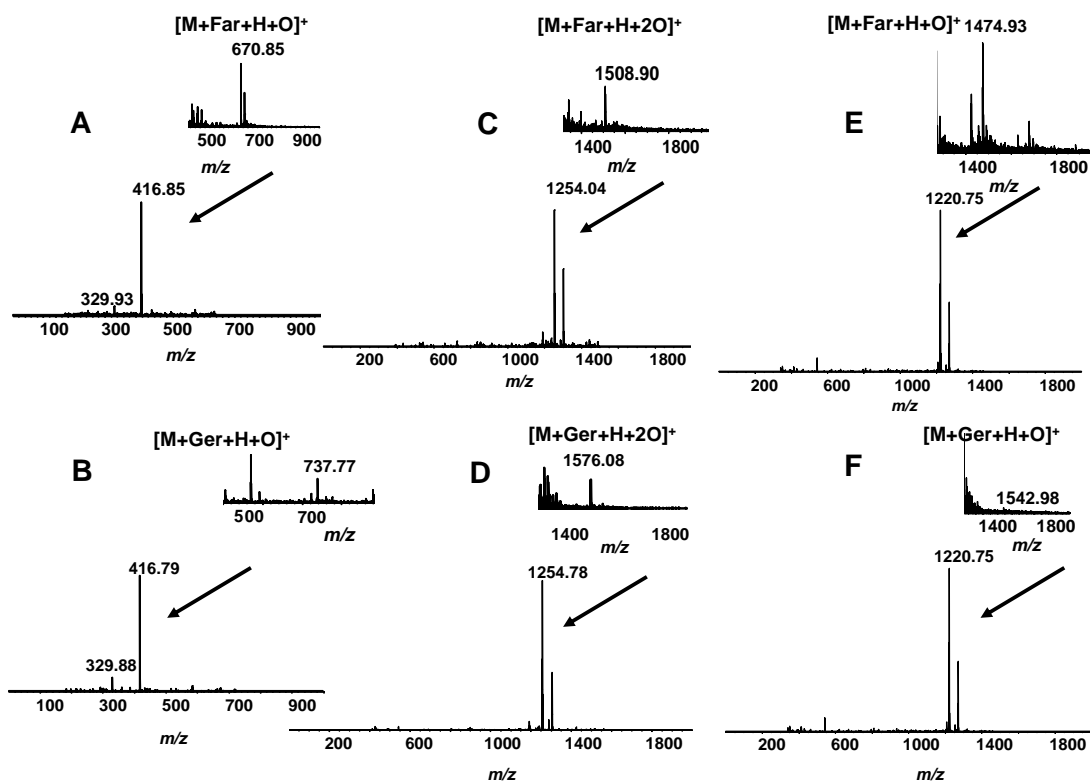 [M+Far+H+O]+
670.85
A
500 700 900
m/z
416.85
329.93
100 300 500 700 900
m/z
[M+Far+H+2O]+
1508.90
C
1400 1800
m/z
1254.04
200 600 1000 1400 1800
m/z
[M+Far+H+O]+ 1474.93
E
1400 1800
m/z
1220.75
200 600 1000 1400 1800
m/z
[M+Ger+H+O]+
737.77
B
500 700
m/z
416.79
329.88
100 300 500 700 900
m/z
[M+Ger+H+2O]+
1576.08
D
1400 1800
m/z
1254.78
200 600 1000 1400 1800
m/z
[M+Ger+H+O]+
F
1542.98
1400 1800
m/z
1220.75
200 600 1000 1400 1800
m/z